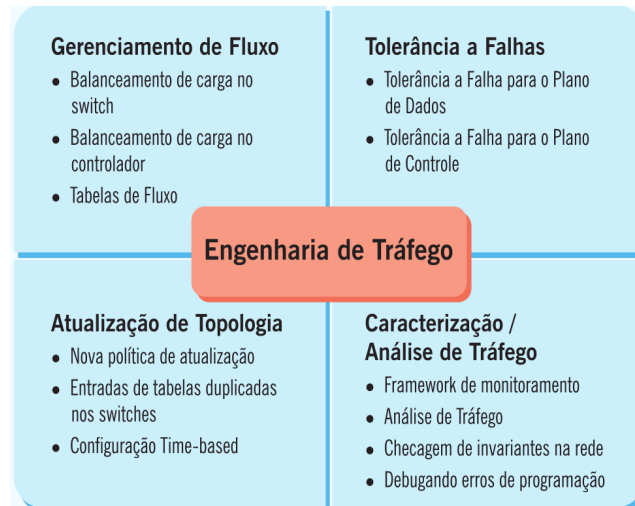 Gerenciamento de Fluxo
• Balanceamento de carga no
switch
• Balanceamento de carga no
controlador
• Tabelas de Fluxo
Tolerância a Falhas
• Tolerância a Falha para o Plano
de Dados
• Tolerância a Falha para o Plano
de Controle
Engenharia de Tráfego
Atualização de Topologia
• Nova política de atualização
• Entradas de tabelas duplicadas
nos switches
• Configuração Time-based
Caracterização /
Análise de Tráfego
• Framework de monitoramento
• Análise de Tráfego
• Checagem de invariantes na rede
• Debugando erros de programação